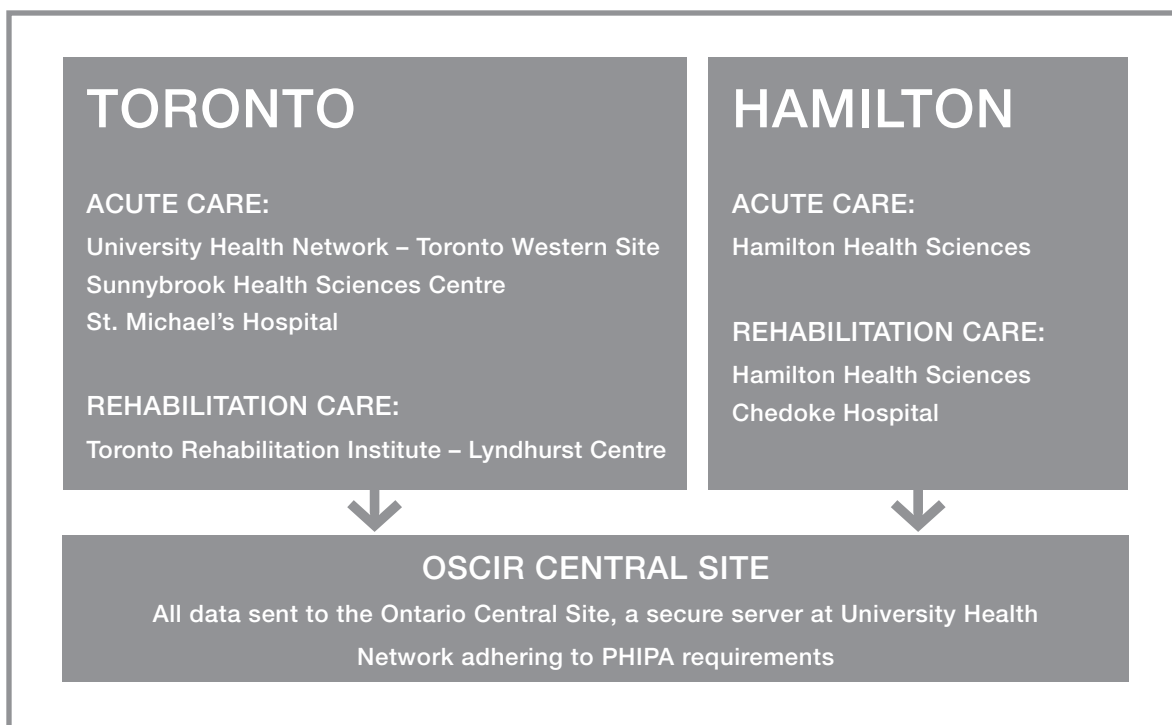 TORONTO
ACUTE CARE:
University Health Network – Toronto Western Site
Sunnybrook Health Sciences Centre
St. Michael’s Hospital
REHABILITATION CARE:
Toronto Rehabilitation Institute – Lyndhurst Centre
HAMILTON
ACUTE CARE:
Hamilton Health Sciences
REHABILITATION CARE:
Hamilton Health Sciences
Chedoke Hospital
OSCIR CENTRAL SITE
All data sent to the Ontario Central Site, a secure server at University Health
Network adhering to PHIPA requirements